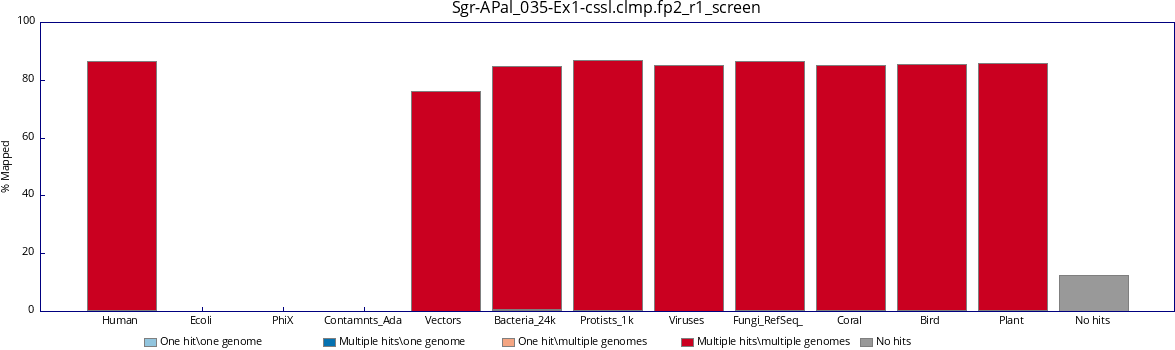 Sgr-APal_035-Ex1-cssl.clmp.fp2_r1_screen
% Mapped
100
80
60
40
20
0
Human Ecoli PhiX Contamnts_Ada Vectors Bacteria_24k Protists_1k Viruses Fungi_RefSeq_ Coral Bird Plant No hits
One hit\one genome Multiple hits\one genome One hit\multiple genomes Multiple hits\multiple genomes No hits